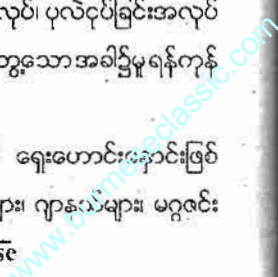 လုပ်၊ ပုလဲငုပ်ခြင်းအလုပ်
တွေ့သောအခါ၌မူရန်ကုန်
ရှေးဟောင်းနှောင်းဖြစ်
များ၊ ဂျာနယ်များ၊ မဂ္ဂဇင်း
www.burmeseclassic.com